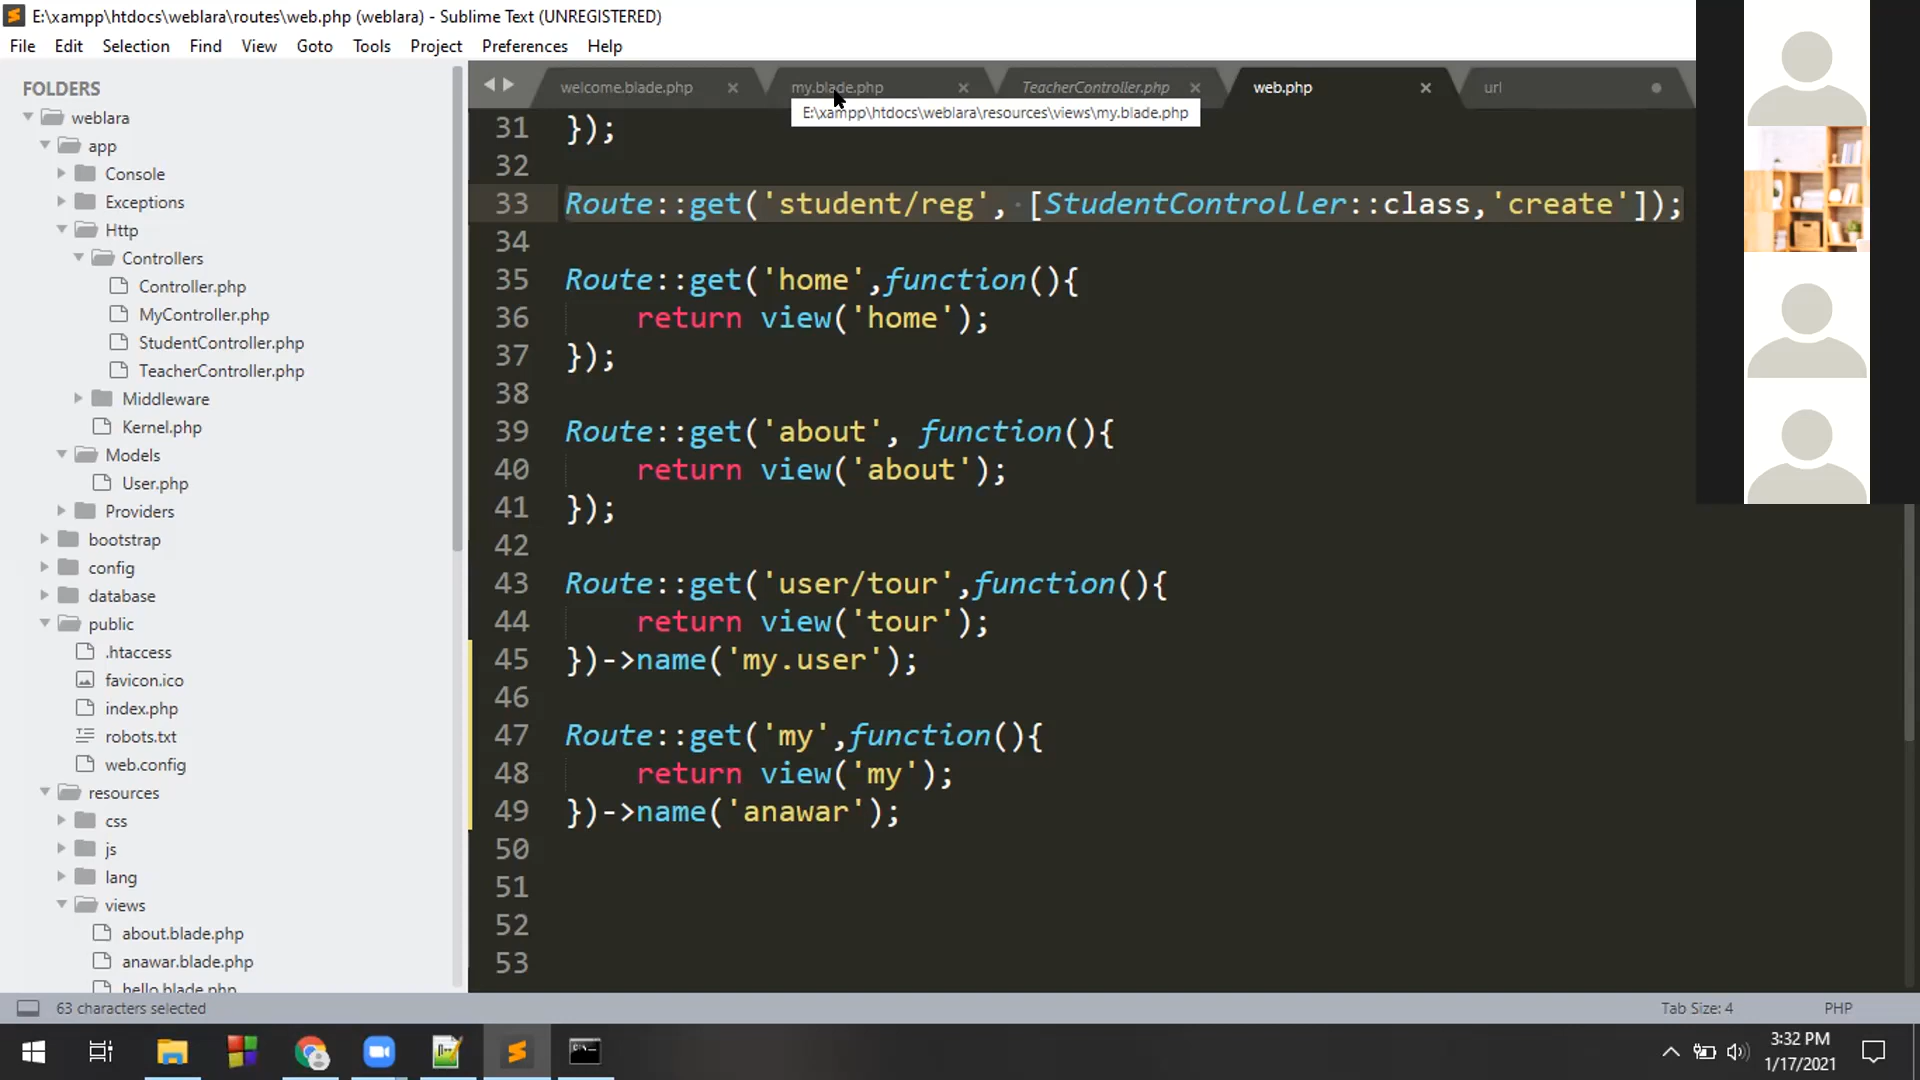 E:\xampp\htdocs\weblara\routes\web.php (weblara) - Sublime Text (UNREGISTERED)
File Edit Selection Find View Goto Tools Project Preferences Help
FOLDERS
weblara
app
Console
Exceptions
Http
Controllers
Controller.php
MyController.php
StudentController.php
TeacherController.php
Middleware
Kernel.php
Models
User.php
Providers
bootstrap
config
database
public
.htaccess
favicon.ico
index.php
robots.txt
web.config
resources
css
js
lang
views
about.blade.php
anawar.blade.php
hello.blade.php
welcome.blade.php my.blade.php TeacherController.php web.php url
E:\xampp\htdocs\weblara\resources\views\my.blade.php
31 });
32
33 Route::get('student/reg', [StudentController::class,'create']);
34
35 Route::get('home',function(){
36 return view('home');
37 });
38
39 Route::get('about', function(){
40 return view('about');
41 });
42
43 Route::get('user/tour',function(){
44 return view('tour');
45 })->name('my.user');
46
47 Route::get('my',function(){
48 return view('my');
49 })->name('anawar');
50
51
52
53
63 characters selected Tab Size: 4 PHP
3:32 PM
1/17/2021